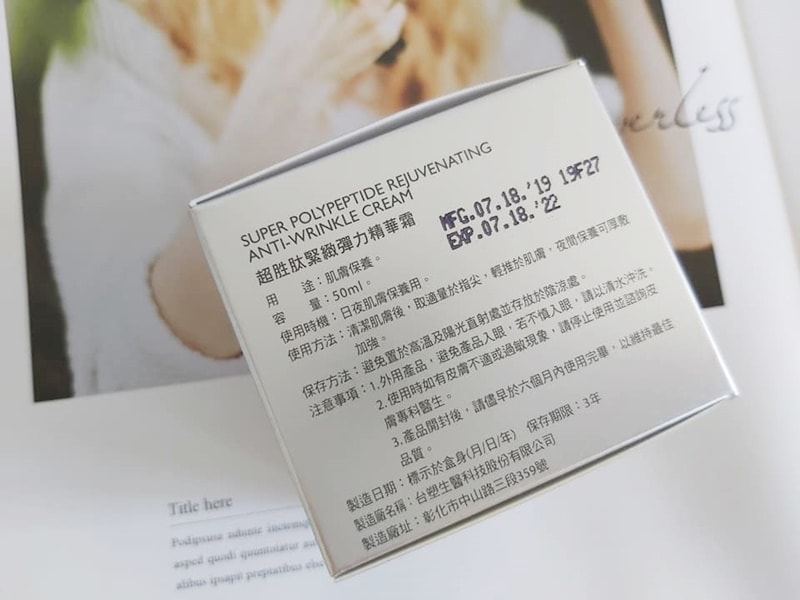 verless
SUPER POLYPEPTIDE REJUVENATING
ANTI-WRINKLE CREAM
超胜肽緊緻彈力精華霜
MFG.07.18.'19 19F27
EXP.07.18.'22
用 途：肌膚保養。
容 量：50ml。
使用時機：日夜肌膚保養用。
使用方法：清潔肌膚後，取適量於指尖，輕推於肌膚，夜間保養可厚敷
加強。
保存方法：避免置於高溫及陽光直射處並存放於陰涼處。
注意事項：1.外用產品，避免產品入眼，若不慎入眼，請以清水沖洗。
2.使用時如有皮膚不適或過敏現象，請停止使用並諮詢皮
膚專科醫生。
3.產品開封後，請儘早於六個月內使用完畢，以維持最佳
品質。
製造日期：標示於盒身(月/日/年) 保存期限：3年
製造廠名稱：台塑生醫科技股份有限公司
製造廠址：彰化市中山路三段359號
Title here
Podipsunt adunte inctemq
asped quodi quuntotatur aut
alibus ipsapit preptatibus che